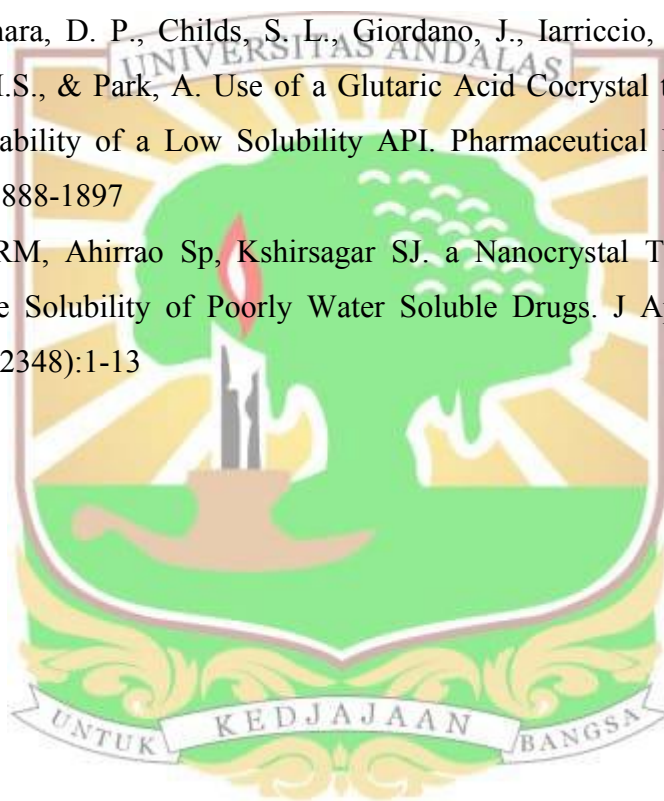 nara, D. P., Childs, S. L., Giordano, J., Iarriccio,
UNIVERSITAS ANDALAS
I.S., & Park, A. Use of a Glutaric Acid Cocrystal t
ability of a Low Solubility API. Pharmaceutical
888-1897
RM, Ahirrao Sp, Kshirsagar SJ. a Nanocrystal T
e Solubility of Poorly Water Soluble Drugs. J A
2348):1-13
UNTUK KEDJAJAAN BANGSA